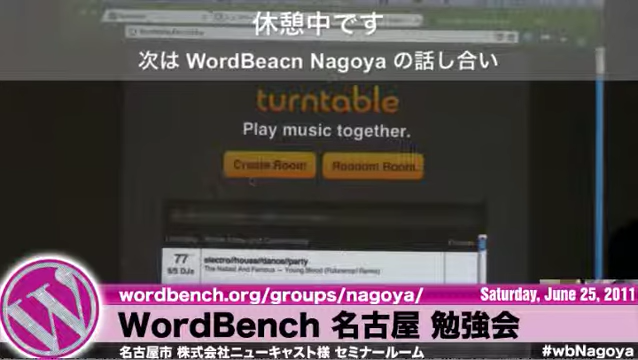 休憩中です
次は WordBeacn Nagoya の話し合い
turntable
Play music together.
Create Room
Random Room
77
5/5 DJs
electro/house/dance/party
The Naked And Famous — Young Blood
wordbench.org/groups/nagoya/
Saturday, June 25, 2011
WordBench 名古屋 勉強会
名古屋市 株式会社ニューキャスト様 セミナールーム
#wbNagoya